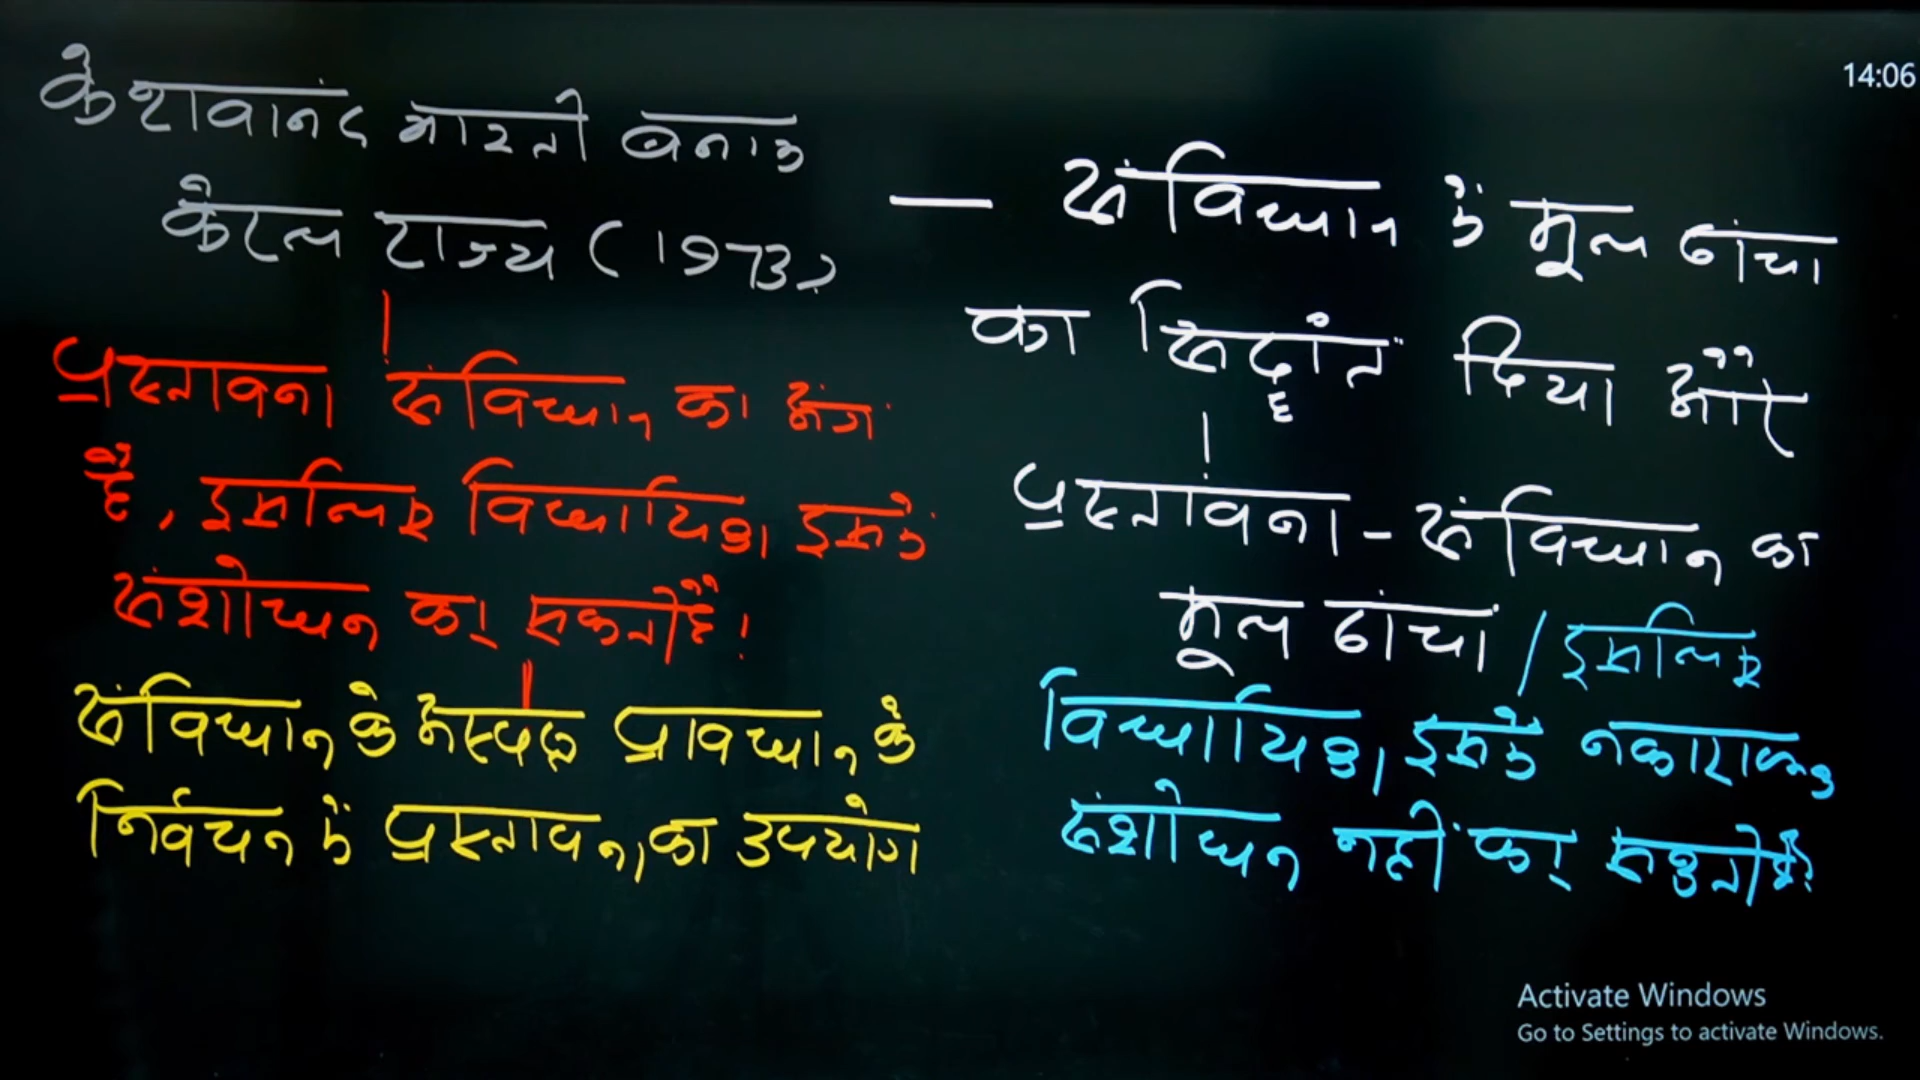 केशवानंद भारती बनाम
केरल राज्य (1973)
प्रस्तावना संविधान का अंग
है, इसलिए विधायिका इसमें
संशोधन कर सकती है।
संविधान के अस्पष्ट प्रावधान के
निर्वचन में प्रस्तावना का उपयोग
14:06
— संविधान के मूल ढांचा
का सिद्धांत दिया और
प्रस्तांवना - संविधान का
मूल ढांचा / इसलिए
विधायिका इसमें नकारात्मक
संशोधन नहीं कर सकती है।
Activate Windows
Go to Settings to activate Windows.